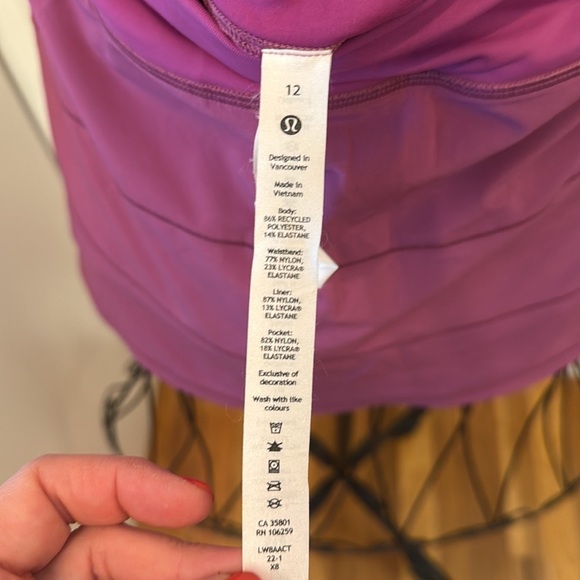 12
Designed in
Vancouver
Made in
Vietnam
Body:
86% RECYCLED
POLYESTER,
14% ELASTANE
Waistband:
77% NYLON,
23% LYCRA®
ELASTANE
Liner:
87% NYLON,
13% LYCRA®
ELASTANE
Pocket:
82% NYLON,
18% LYCRA®
ELASTANE
Exclusive of
decoration
Wash with like
colours
CA 35801
RN 106259
LW8AACT
22-1
X8